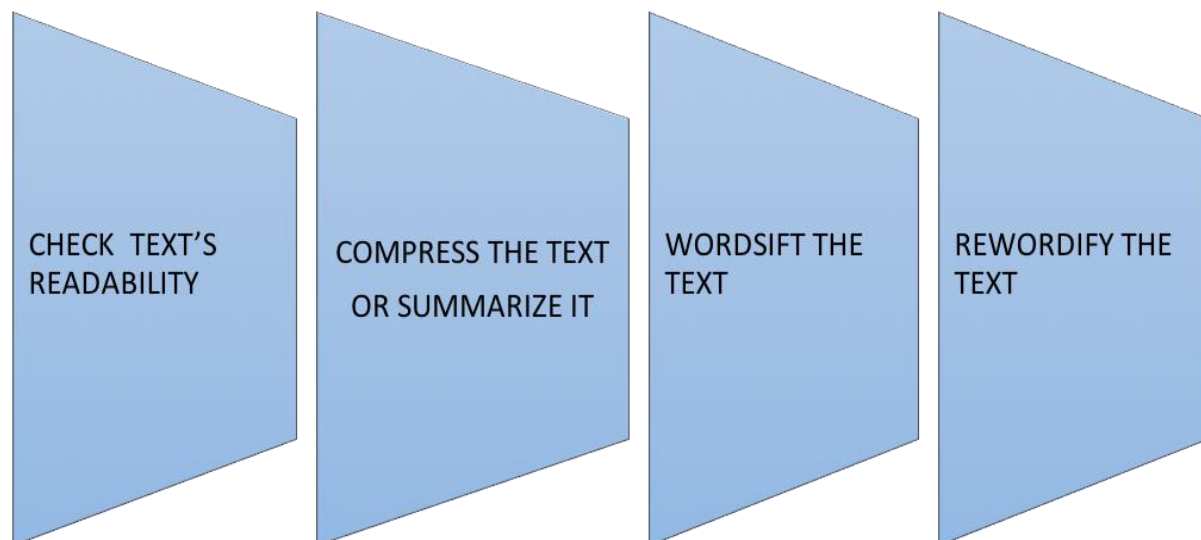 CHECK TEXT’S
READABILITY
COMPRESS THE TEXT
OR SUMMARIZE IT
WORDSIFT THE
TEXT
REWORDIFY THE
TEXT